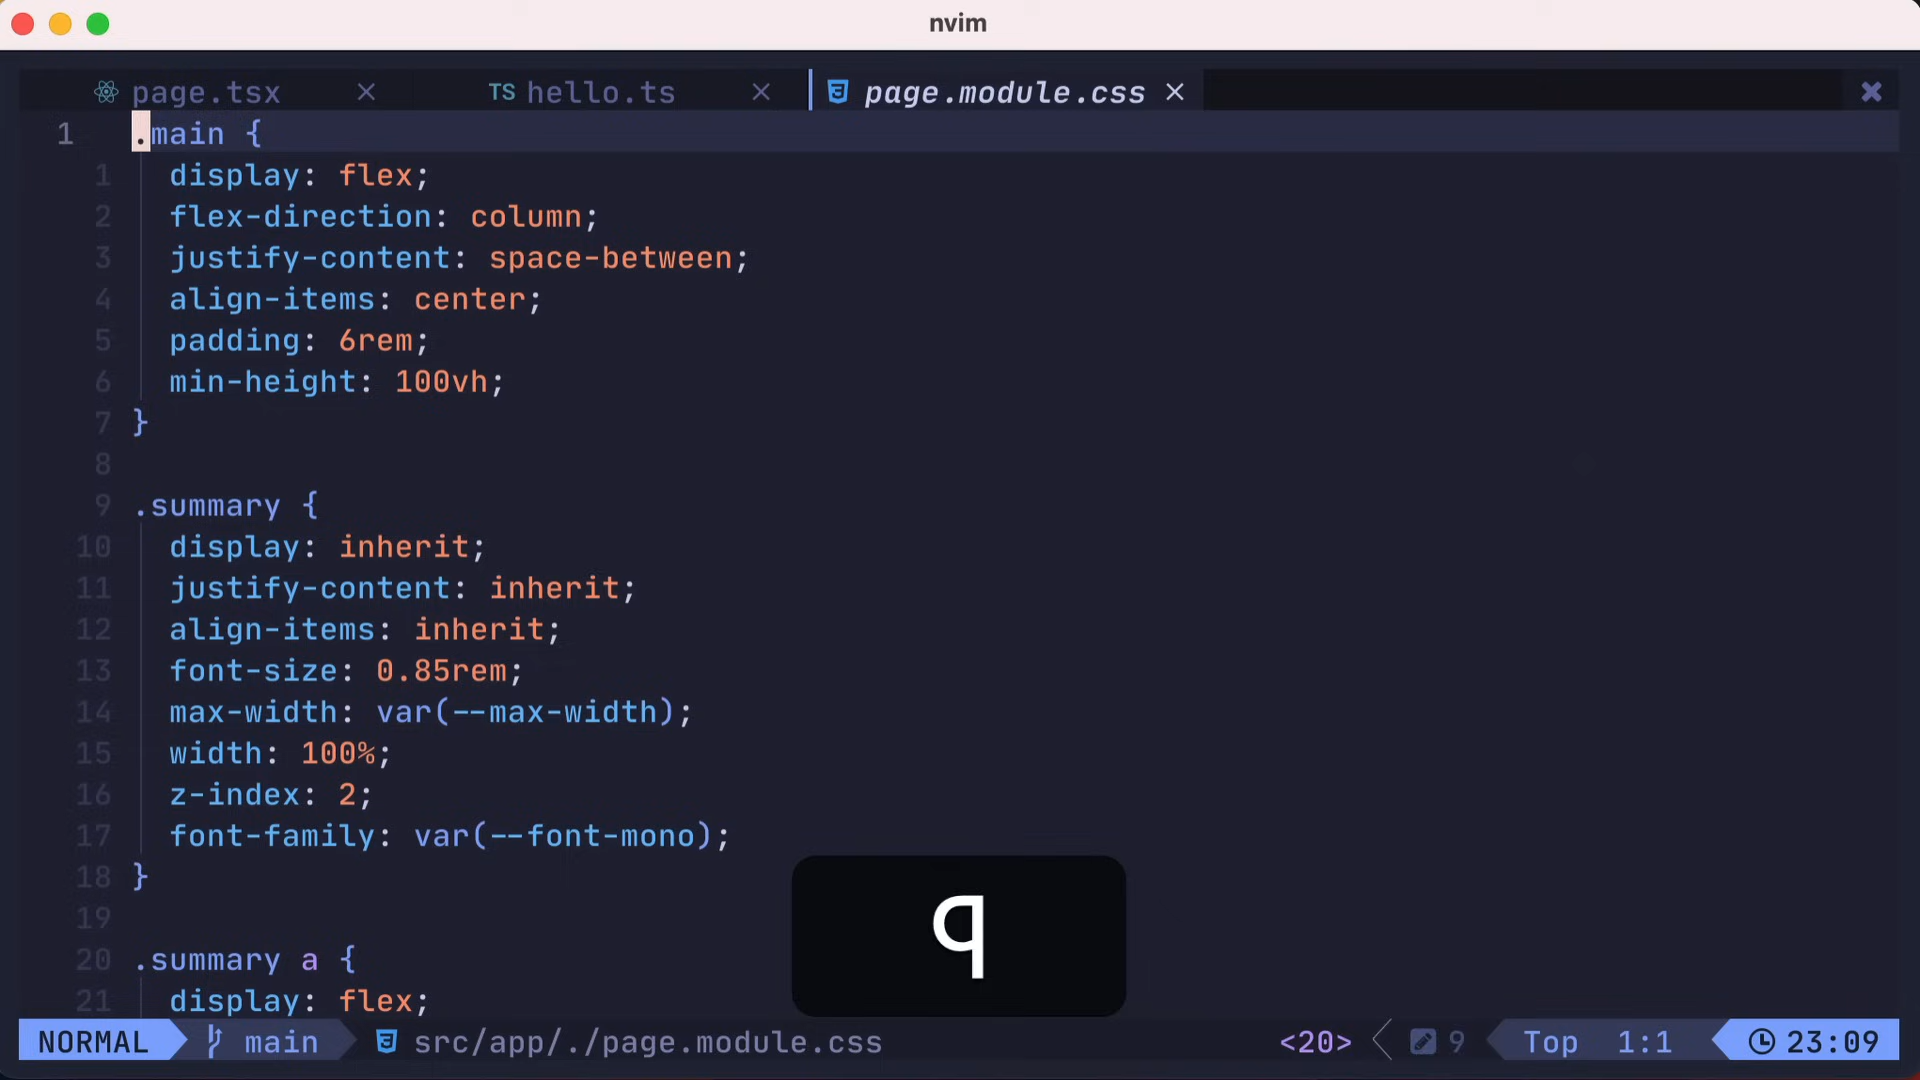 nvim
page.tsx
TS hello.ts
page.module.css
1 .main {
1 display: flex;
2 flex-direction: column;
3 justify-content: space-between;
4 align-items: center;
5 padding: 6rem;
6 min-height: 100vh;
7 }
8
9 .summary {
10 display: inherit;
11 justify-content: inherit;
12 align-items: inherit;
13 font-size: 0.85rem;
14 max-width: var(--max-width);
15 width: 100%;
16 z-index: 2;
17 font-family: var(--font-mono);
18 }
19
20 .summary a {
21 display: flex;
q
NORMAL main src/app/./page.module.css <20> 9 Top 1:1 23:09